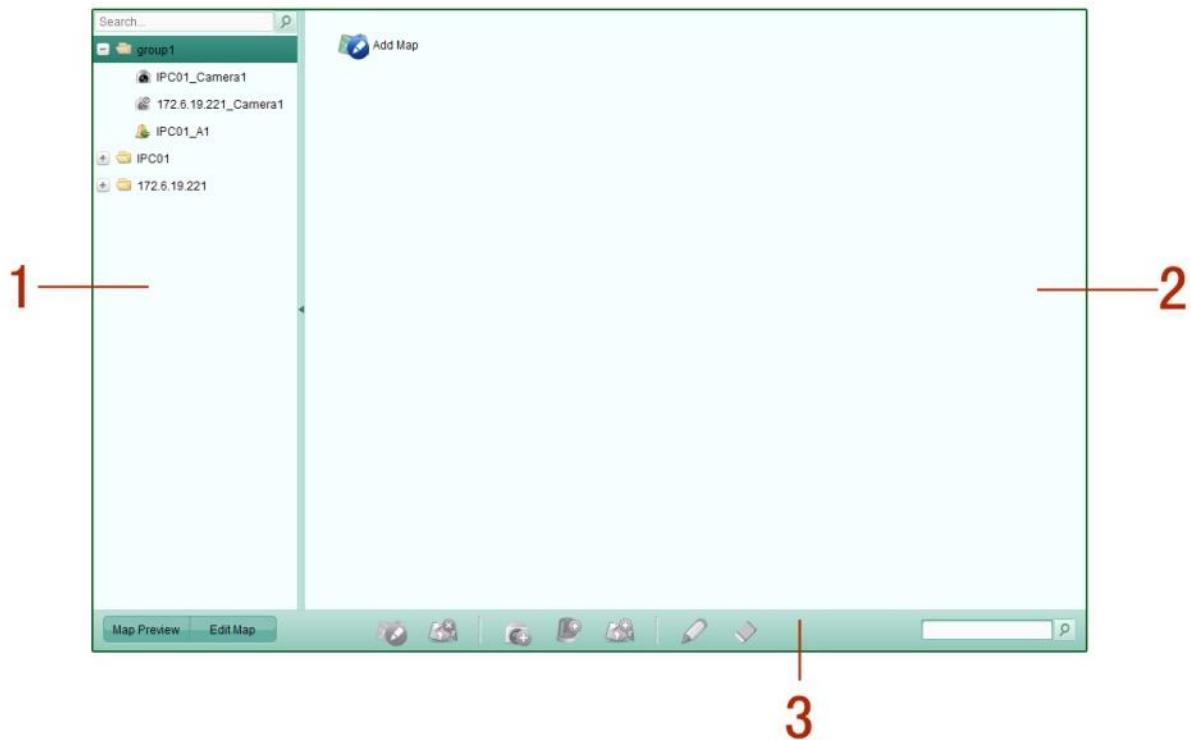 Search...
group1
Add Map
IPC01_Camera1
172.6.19.221_Camera1
IPC01_A1
IPC01
172.6.19.221
1
2
Map Preview Edit Map
3